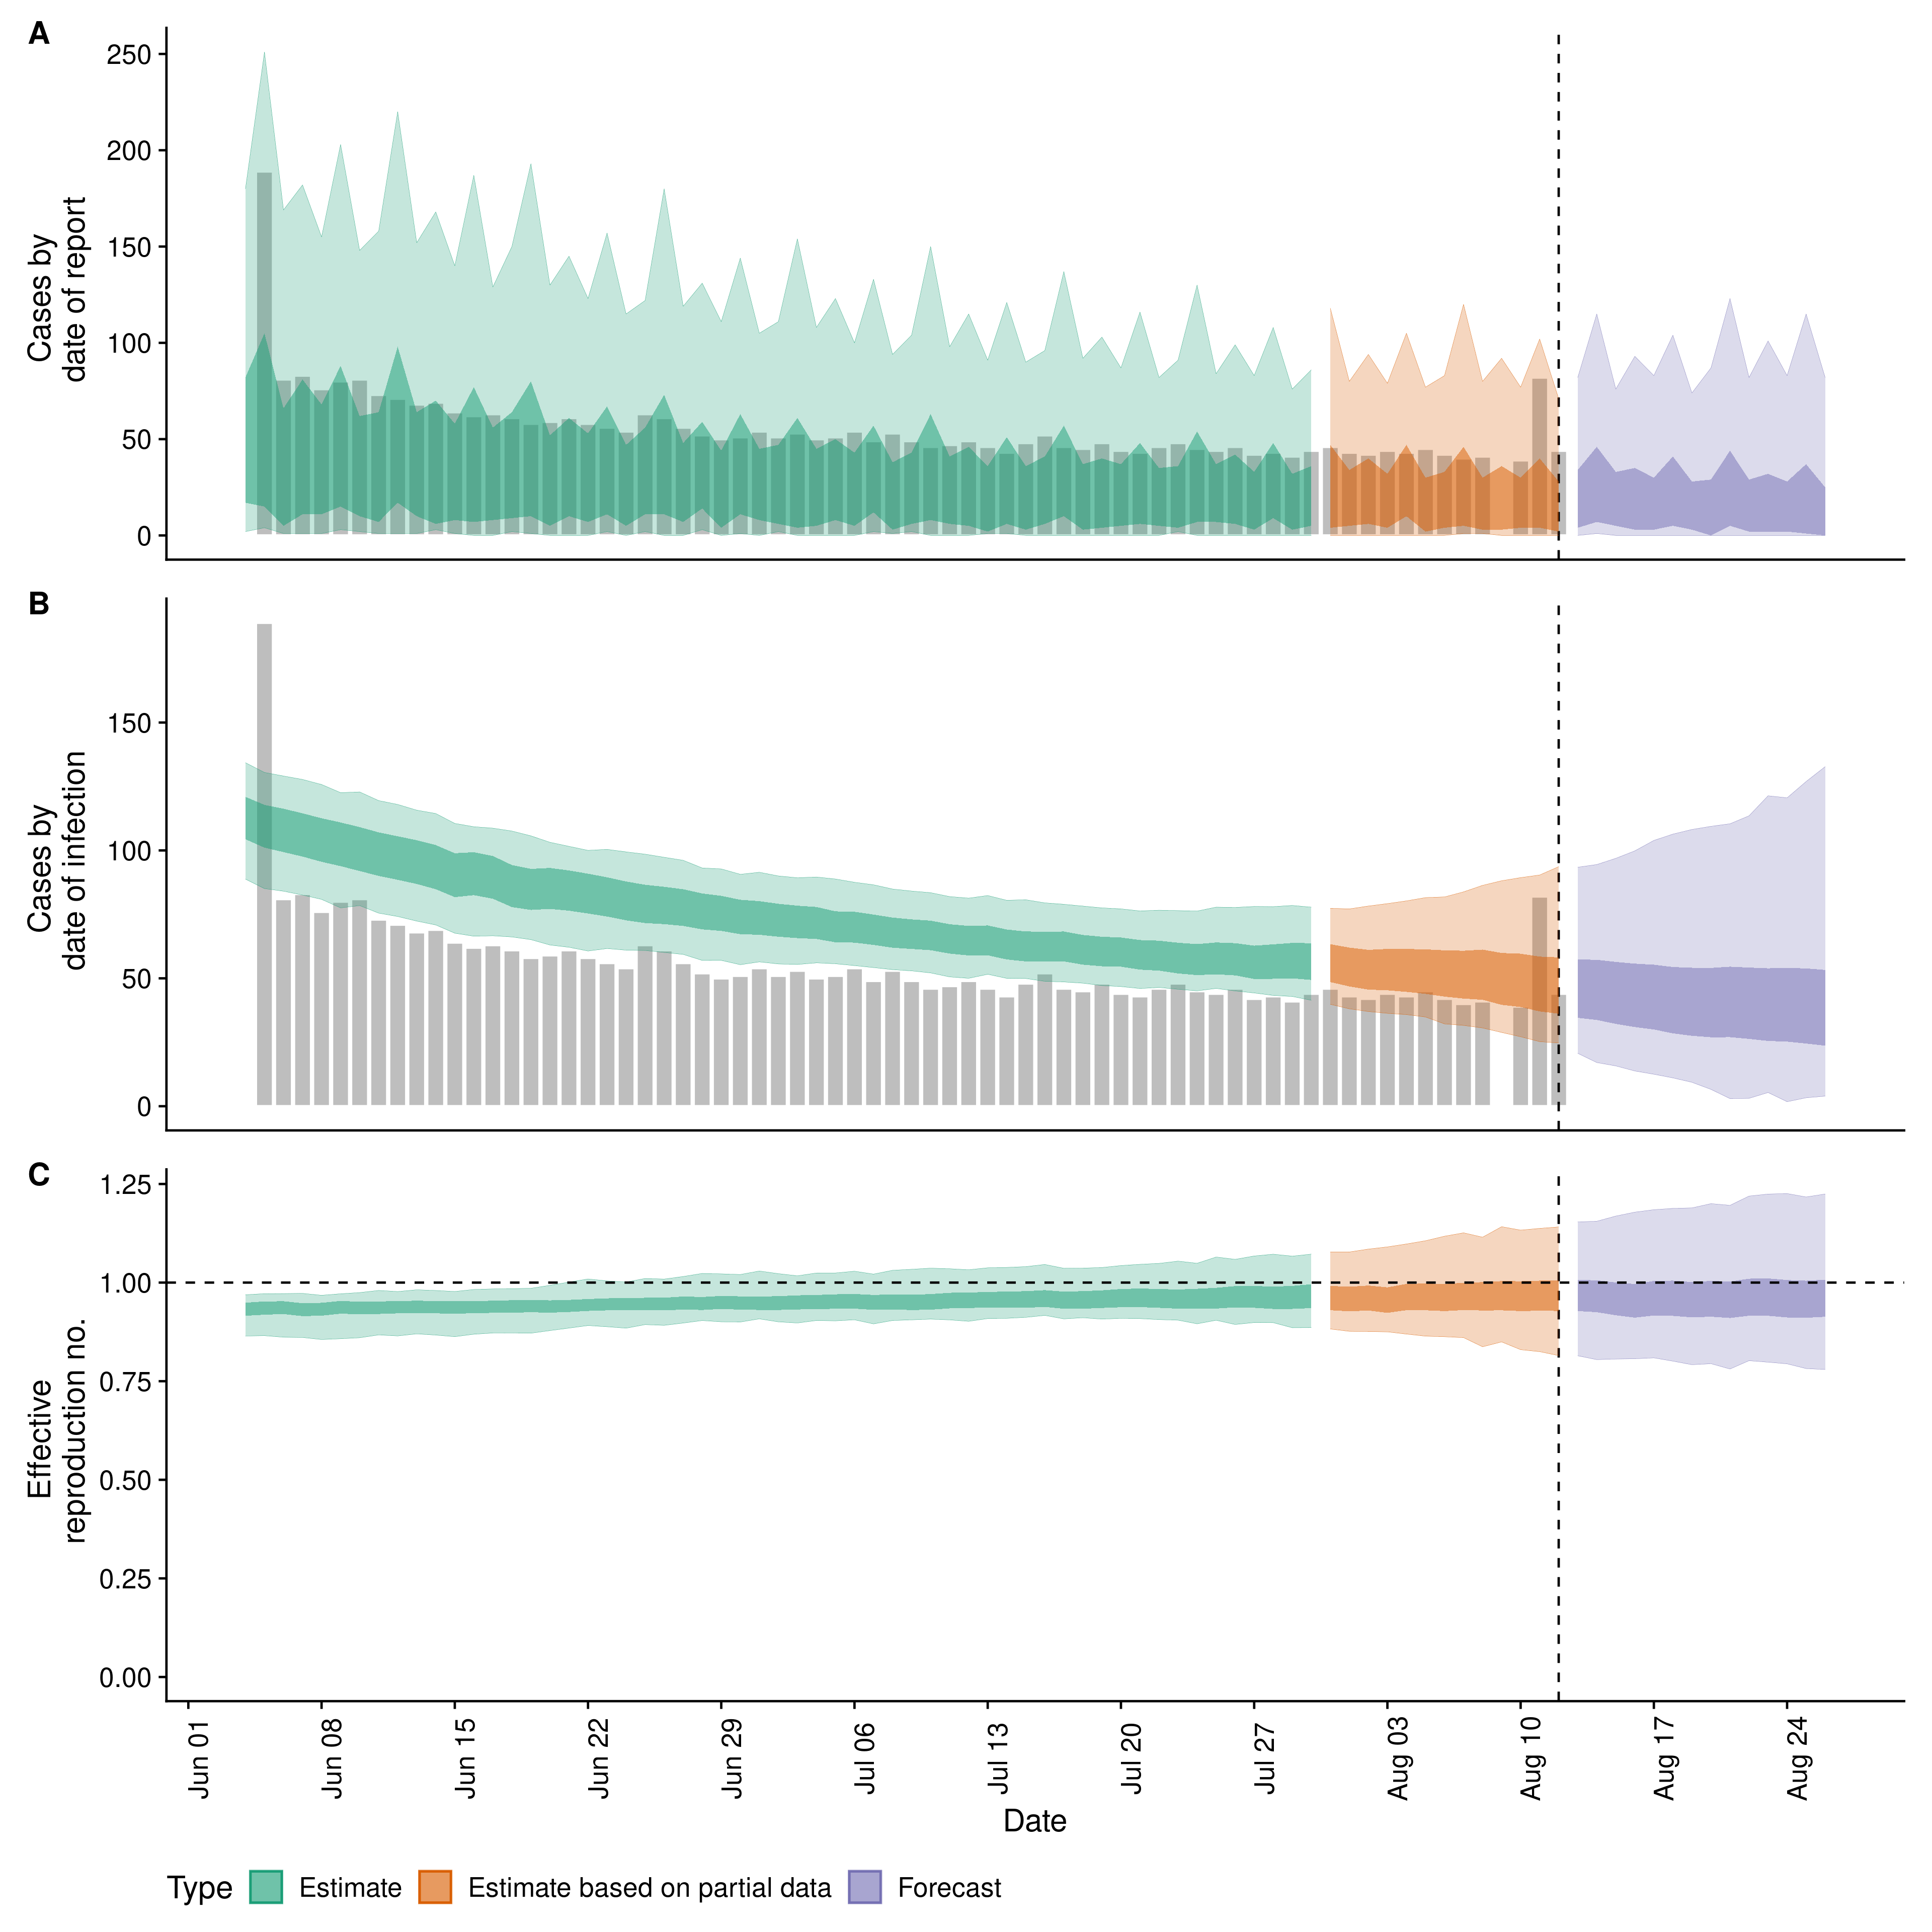 A
250
200
150
100
50
0
Cases by
date of report
B
150
100
50
0
Cases by
date of infection
C
1.25
1.00
0.75
0.50
0.25
0.00
Effective
reproduction no.
Jun 01
Jun 08
Jun 15
Jun 22
Jun 29
Jul 06
Jul 13
Jul 20
Jul 27
Aug 03
Aug 10
Aug 17
Aug 24
Date
Type Estimate Estimate based on partial data Forecast